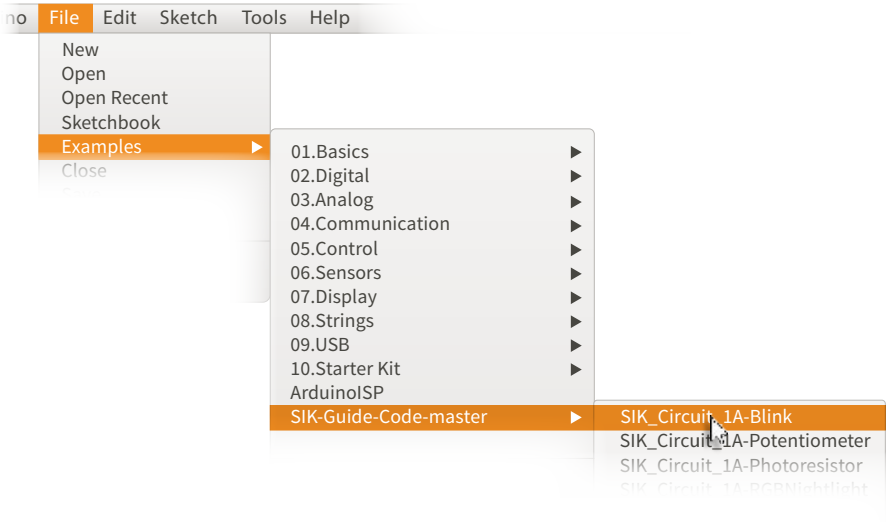 no File Edit Sketch Tools Help
New
Open
Open Recent
Sketchbook
Examples
Close
01.Basics
02.Digital
03.Analog
04.Communication
05.Control
06.Sensors
07.Display
08.Strings
09.USB
10.Starter Kit
ArduinoISP
SIK-Guide-Code-master
SIK_Circuit_1A-Blink
SIK_Circuit_1A-Potentiometer
SIK_Circuit_1A-Photoresistor
SIK_Circuit_1A-RGBNightlight